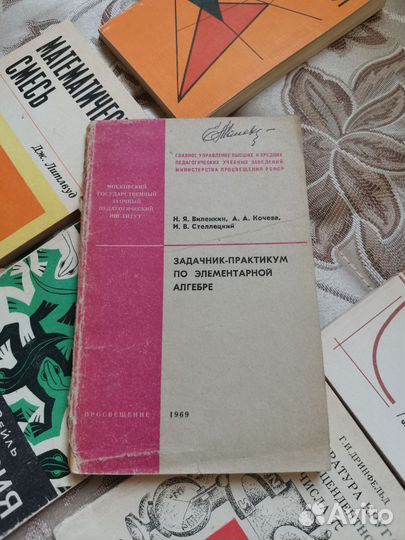 МАТЕМАТИЧЕС
СМЕСЬ
Дж. Литлвуд
ГЛАВНОЕ УПРАВЛЕНИЕ ВЫСШИХ И СРЕДНИХ
ПЕДАГОГИЧЕСКИХ УЧЕБНЫХ ЗАВЕДЕНИЙ
МИНИСТЕРСТВА ПРОСВЕЩЕНИЯ РСФСР
МОСКОВСКИЙ
ГОСУДАРСТВЕННЫЙ
ЗАОЧНЫЙ
ПЕДАГОГИЧЕСКИЙ
ИНСТИТУТ
Н. Я. Виленкин, А. А. Кочева,
И. В. Стеллецкий
ЗАДАЧНИК-ПРАКТИКУМ
ПО ЭЛЕМЕНТАРНОЙ
АЛГЕБРЕ
ПРОСВЕЩЕНИЕ 1969
ЕЙЛЬ
Г·И·ДРИНФЕЛЬД
Avito